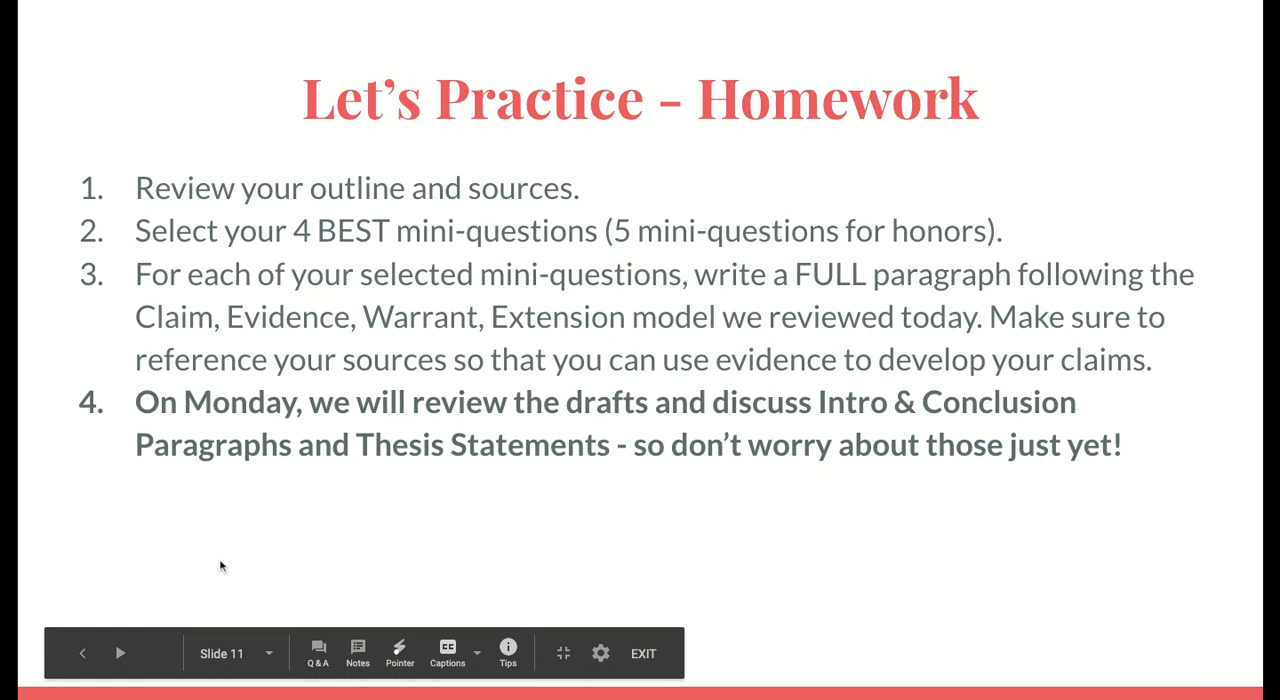 Let's Practice - Homework
1. Review your outline and sources.
2. Select your 4 BEST mini-questions (5 mini-questions for honors).
3. For each of your selected mini-questions, write a FULL paragraph following the
Claim, Evidence, Warrant, Extension model we reviewed today. Make sure to
reference your sources so that you can use evidence to develop your claims.
4. On Monday, we will review the drafts and discuss Intro & Conclusion
Paragraphs and Thesis Statements - so don't worry about those just yet!
Slide 11 Q & A Notes Pointer CC Captions Tips EXIT